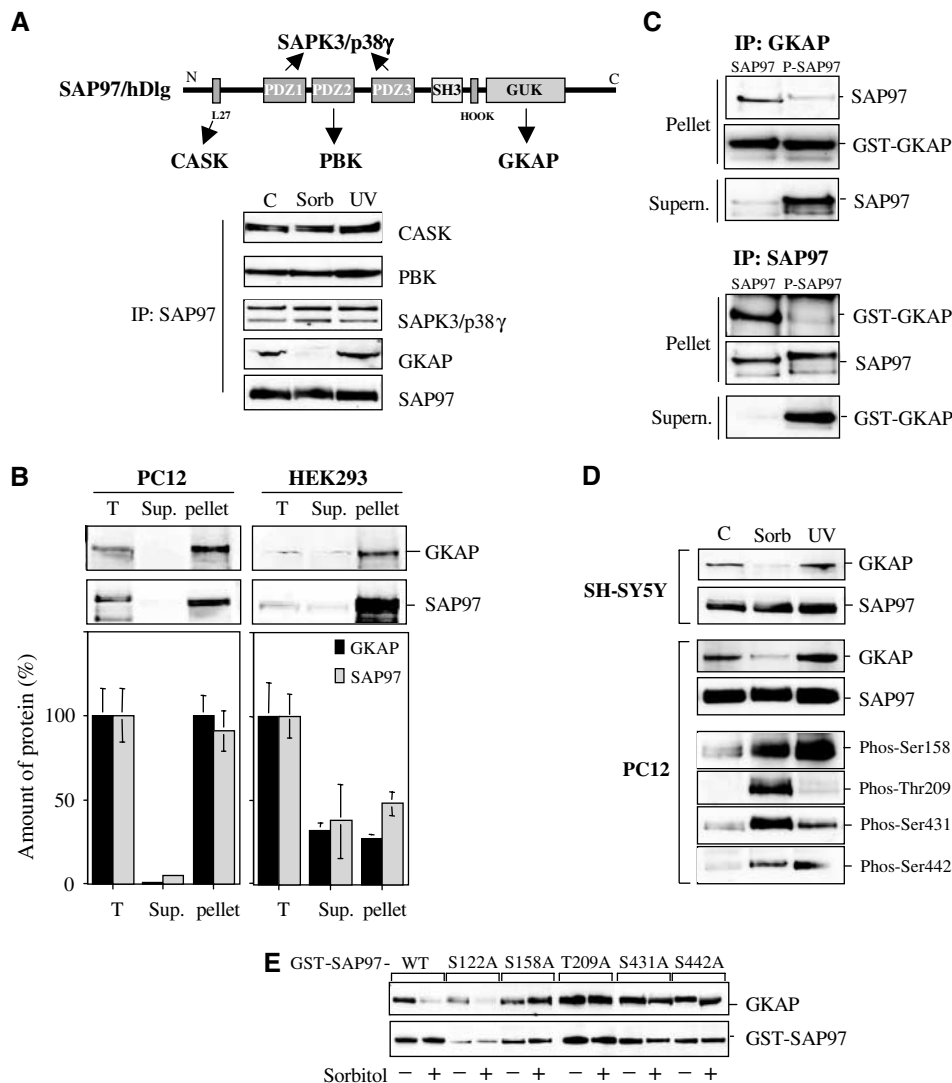 A
SAPK3/p38γ
SAP97/hDlg
N
PDZ1 PDZ2 PDZ3 SH3 GUK
C
L27
HOOK
CASK PBK GKAP
C Sorb UV
IP: SAP97
CASK
PBK
SAPK3/p38γ
GKAP
SAP97
B
PC12 HEK293
T Sup. pellet T Sup. pellet
GKAP
SAP97
GKAP
SAP97
Amount of protein (%)
100
50
0
T Sup. pellet T Sup. pellet
C
IP: GKAP
SAP97 P-SAP97
Pellet
SAP97
GST-GKAP
Supern.
SAP97
IP: SAP97
SAP97 P-SAP97
Pellet
GST-GKAP
SAP97
Supern.
GST-GKAP
D
C Sorb UV
SH-SY5Y
GKAP
SAP97
PC12
GKAP
SAP97
Phos-Ser158
Phos-Thr209
Phos-Ser431
Phos-Ser442
E
GST-SAP97- WT S122A S158A T209A S431A S442A
GKAP
GST-SAP97
Sorbitol − + − + − + − + − + − +